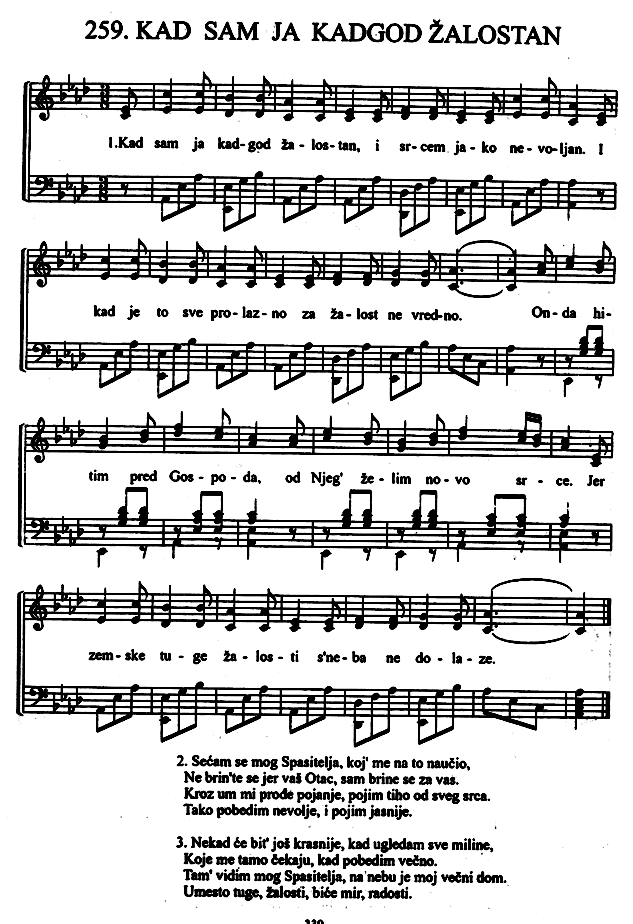 259. KAD SAM JA KADGOD ŽALOSTAN
1.Kad sam ja kad-god ža-los-tan, i sr-cem ja-ko ne-vo-ljan. I
kad je to sve pro-laz-no za ža-lost ne vred-no. On-da hi-
tim pred Gos-po-da, od Njeg' že-lim no-vo sr-ce. Jer
zem-ske tu-ge ža-los-ti s'ne-ba ne do-la-ze.
2. Sećam se mog Spasitelja, koj' me na to naučio,
Ne brin'te se jer vaš Otac, sam brine se za vas.
Kroz um mi prođe pojanje, pojim tiho od sveg srca.
Tako pobedim nevolje, i pojim jasnije.
3. Nekad će bit' još krasnije, kad ugledam sve miline,
Koje me tamo čekaju, kad pobedim večno.
Tam' vidim mog Spasitelja, na nebu je moj večni dom.
Umesto tuge, žalosti, biće mir, radosti.